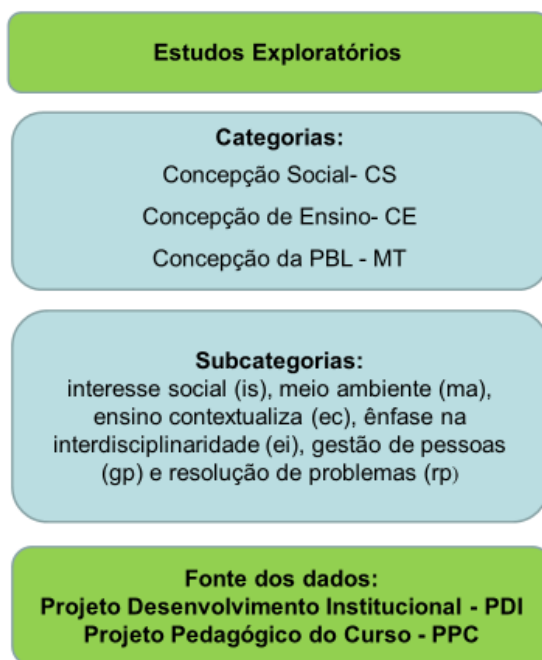 Estudos Exploratórios
Categorias:
Concepção Social- CS
Concepção de Ensino- CE
Concepção da PBL - MT
Subcategorias:
interesse social (is), meio ambiente (ma),
ensino contextualiza (ec), ênfase na
interdisciplinaridade (ei), gestão de pessoas
(gp) e resolução de problemas (rp)
Fonte dos dados:
Projeto Desenvolvimento Institucional - PDI
Projeto Pedagógico do Curso - PPC